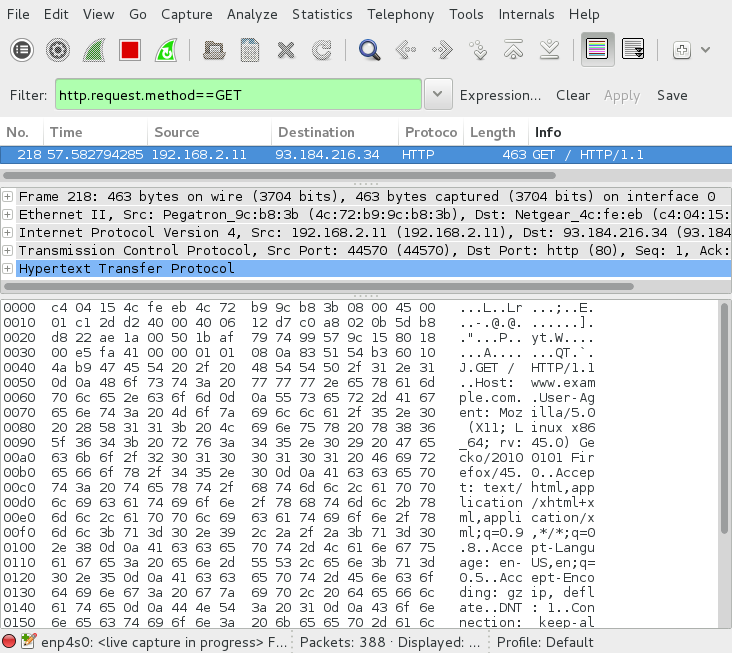 File Edit View Go Capture Analyze Statistics Telephony Tools Internals Help
Filter: http.request.method==GET Expression... Clear Apply Save
No. Time Source Destination Protoco Length Info
218 57.582794285 192.168.2.11 93.184.216.34 HTTP 463 GET / HTTP/1.1
Frame 218: 463 bytes on wire (3704 bits), 463 bytes captured (3704 bits) on interface 0
Ethernet II, Src: Pegatron_9c:b8:3b (4c:72:b9:9c:b8:3b), Dst: Netgear_4c:fe:eb (c4:04:15:
Internet Protocol Version 4, Src: 192.168.2.11 (192.168.2.11), Dst: 93.184.216.34 (93.184
Transmission Control Protocol, Src Port: 44570 (44570), Dst Port: http (80), Seq: 1, Ack:
Hypertext Transfer Protocol
0000 c4 04 15 4c fe eb 4c 72 b9 9c b8 3b 08 00 45 00 ...L..Lr ...;..E.
0010 01 c1 2d d2 40 00 40 06 12 d7 c0 a8 02 0b 5d b8 ..-.@.@. ......].
0020 d8 22 ae 1a 00 50 1b af 79 74 99 57 9c 15 80 18 ."...P.. yt.W....
0030 00 e5 fa 41 00 00 01 01 08 0a 83 51 54 b3 60 10 ...A.... ...QT.`.
0040 4a b9 47 45 54 20 2f 20 48 54 54 50 2f 31 2e 31 J.GET / HTTP/1.1
0050 0d 0a 48 6f 73 74 3a 20 77 77 77 2e 65 78 61 6d ..Host: www.exam
0060 70 6c 65 2e 63 6f 6d 0d 0a 55 73 65 72 2d 41 67 ple.com. .User-Ag
0070 65 6e 74 3a 20 4d 6f 7a 69 6c 6c 61 2f 35 2e 30 ent: Moz illa/5.0
0080 20 28 58 31 31 3b 20 4c 69 6e 75 78 20 78 38 36 (X11; L inux x86
0090 5f 36 34 3b 20 72 76 3a 34 35 2e 30 29 20 47 65 _64; rv: 45.0) Ge
00a0 63 6b 6f 2f 32 30 31 30 30 31 30 31 20 46 69 72 cko/2010 0101 Fir
00b0 65 66 6f 78 2f 34 35 2e 30 0d 0a 41 63 63 65 70 efox/45. 0..Accep
00c0 74 3a 20 74 65 78 74 2f 68 74 6d 6c 2c 61 70 70 t: text/ html,app
00d0 6c 69 63 61 74 69 6f 6e 2f 78 68 74 6d 6c 2b 78 lication /xhtml+x
00e0 6d 6c 2c 61 70 70 6c 69 63 61 74 69 6f 6e 2f 78 ml,appli cation/x
00f0 6d 6c 3b 71 3d 30 2e 39 2c 2a 2f 2a 3b 71 3d 30 ml;q=0.9 ,*/*;q=0
0100 2e 38 0d 0a 41 63 63 65 70 74 2d 4c 61 6e 67 75 .8..Acce pt-Langu
0110 61 67 65 3a 20 65 6e 2d 55 53 2c 65 6e 3b 71 3d age: en- US,en;q=
0120 30 2e 35 0d 0a 41 63 63 65 70 74 2d 45 6e 63 6f 0.5..Acc ept-Enco
0130 64 69 6e 67 3a 20 67 7a 69 70 2c 20 64 65 66 6c ding: gz ip, defl
0140 61 74 65 0d 0a 44 4e 54 3a 20 31 0d 0a 43 6f 6e ate..DNT : 1..Con
0150 6e 65 63 74 69 6f 6e 3a 20 6b 65 65 70 2d 61 6c nection: keep-al
enp4s0: <live capture in progress> F... Packets: 388 · Displayed: ... Profile: Default